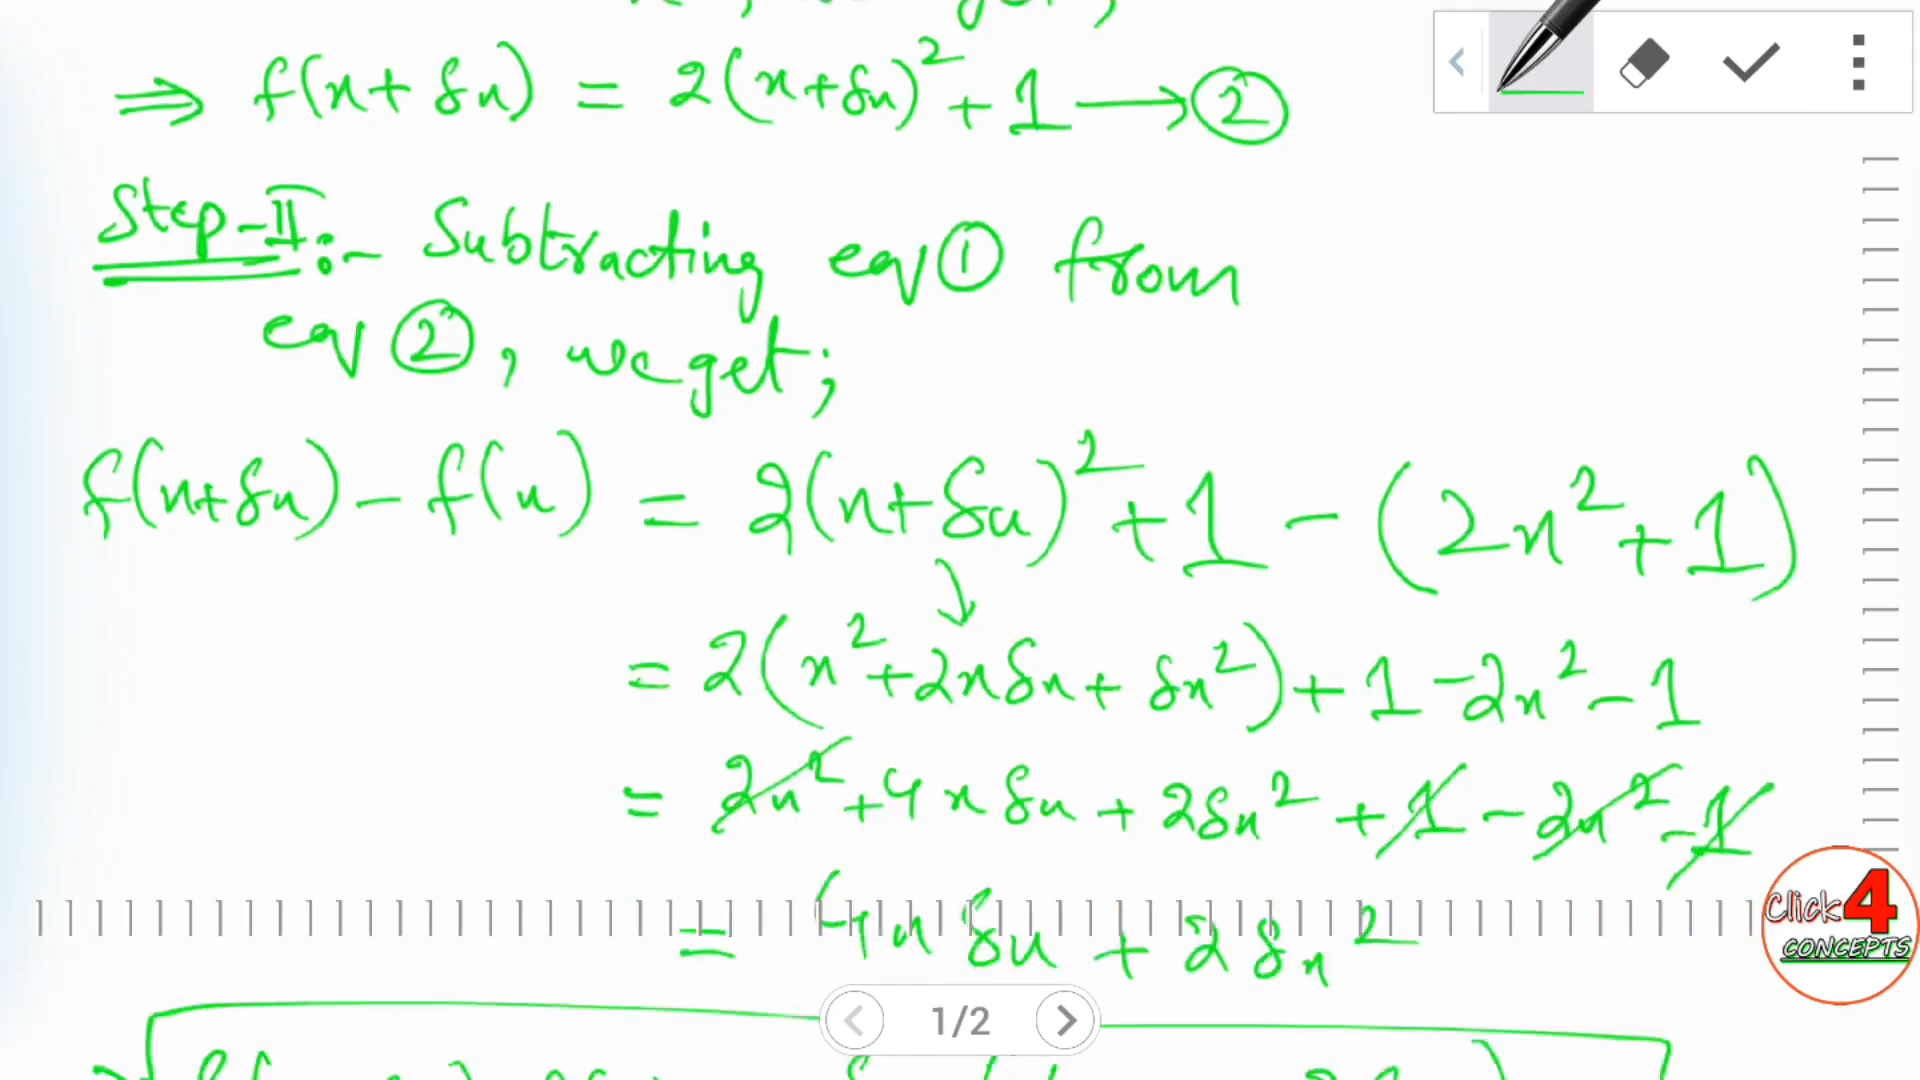 ⇒ f(x+δx) = 2(x+δx)² + 1 → ②
Step-II:- Subtracting eq ① from
eq ②, we get;
f(x+δx) - f(x) = 2(x+δx)² + 1 - (2x² + 1)
= 2(x² + 2xδx + δx²) + 1 - 2x² - 1
= 2x² + 4xδx + 2δx² + 1 - 2x² - 1
= 4xδx + 2δx²
1/2
Click 4
CONCEPTS